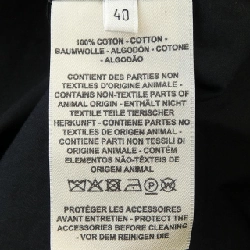 40
100% COTON - COTTON -
BAUMWOLLE - ALGODÓN - COTONE
- ALGODÃO
CONTIENT DES PARTIES NON
TEXTILES D'ORIGINE ANIMALE -
CONTAINS NON-TEXTILE PARTS OF
ANIMAL ORIGIN - ENTHÄLT NICHT
TEXTILE TEILE TIERISCHER
HERKUNFT - CONTIENE PARTES NO
TEXTILES DE ORIGEN ANIMAL -
CONTIENE PARTI NON TESSILI DI
ORIGINE ANIMALE - CONTÉM
ELEMENTOS NÃO-TÊXTEIS DE
ORIGEM ANIMAL
PROTÉGER LES ACCESSOIRES
AVANT ENTRETIEN - PROTECT THE
ACCESSORIES BEFORE CLEANING
- VOR DEM REINIGEN DIE